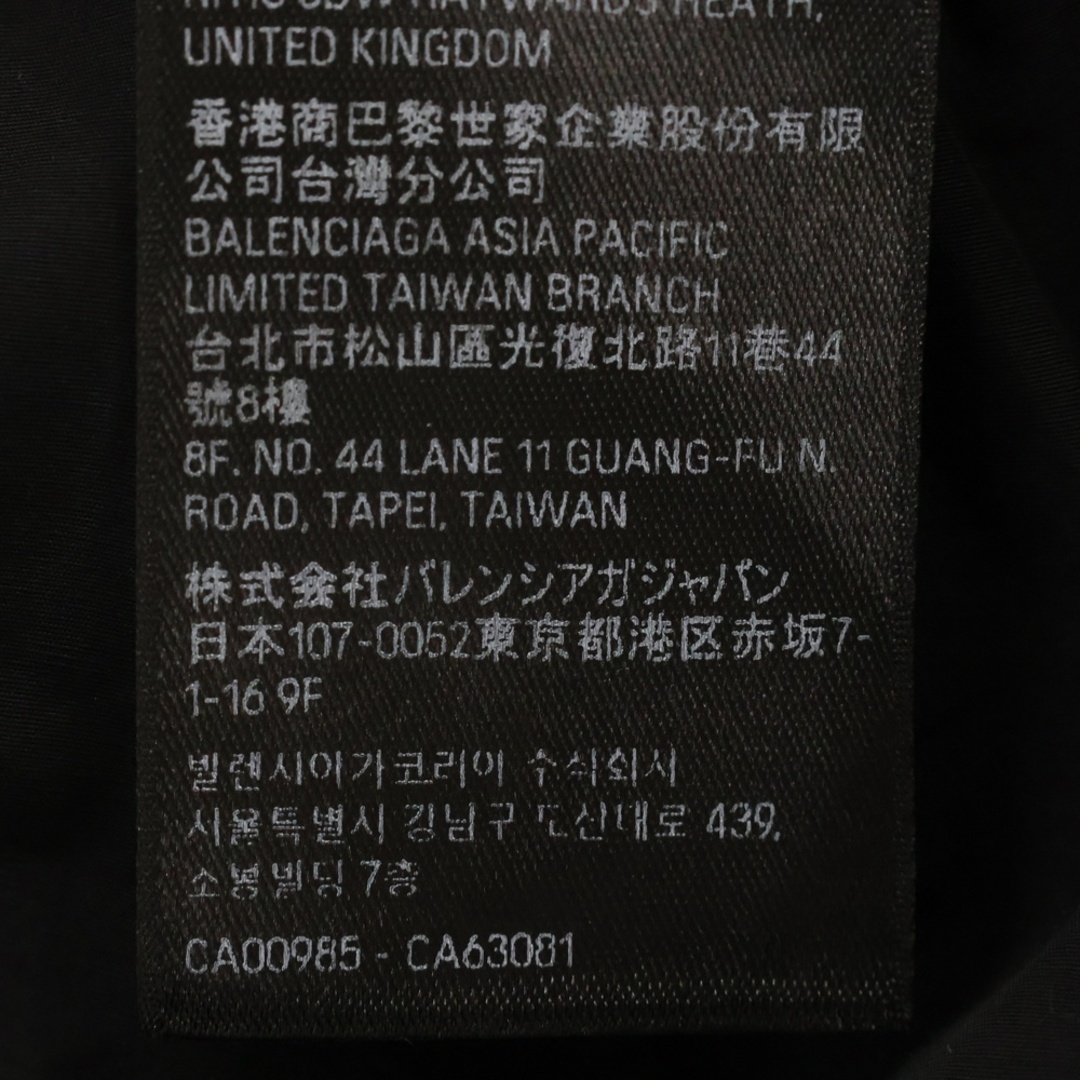 HAYWARDS HEATH,
UNITED KINGDOM
香港商巴黎世家企業股份有限
公司台灣分公司
BALENCIAGA ASIA PACIFIC
LIMITED TAIWAN BRANCH
台北市松山區光復北路11巷44
號8樓
8F. NO. 44 LANE 11 GUANG-FU N.
ROAD, TAPEI, TAIWAN
株式会社バレンシアガジャパン
日本107-0052東京都港区赤坂7-
1-16 9F
발렌시아가코리아 주식회사
서울특별시 강남구 도산대로 439,
소봉빌딩 7층
CA00985 - CA63081